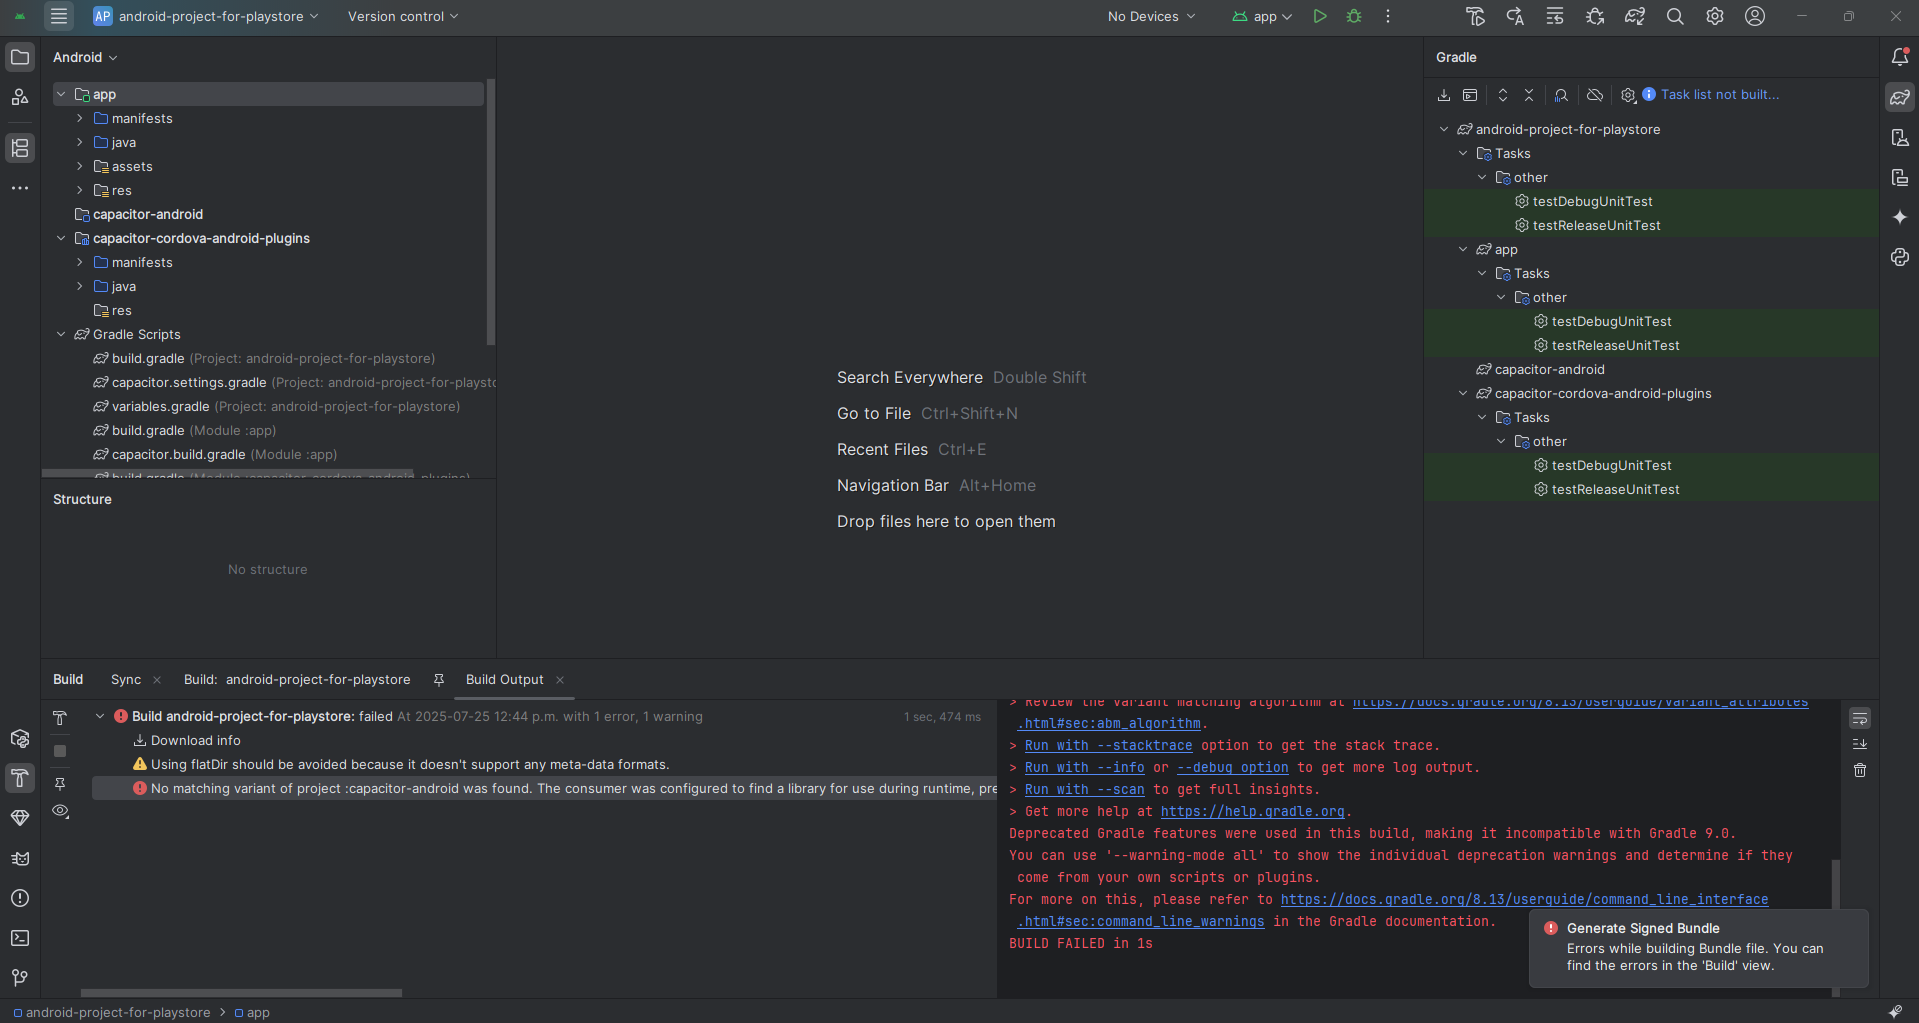 AP android-project-for-playstore
Version control
No Devices
app
Android
app
manifests
java
assets
res
capacitor-android
capacitor-cordova-android-plugins
manifests
java
res
Gradle Scripts
build.gradle (Project: android-project-for-playstore)
capacitor.settings.gradle (Project: android-project-for-playsto
variables.gradle (Project: android-project-for-playstore)
build.gradle (Module :app)
capacitor.build.gradle (Module :app)
build.gradle (Module :capacitor-cordova-android-plugins)
Structure
No structure
Search Everywhere Double Shift
Go to File Ctrl+Shift+N
Recent Files Ctrl+E
Navigation Bar Alt+Home
Drop files here to open them
Gradle
Task list not built...
android-project-for-playstore
Tasks
other
testDebugUnitTest
testReleaseUnitTest
app
Tasks
other
testDebugUnitTest
testReleaseUnitTest
capacitor-android
capacitor-cordova-android-plugins
Tasks
other
testDebugUnitTest
testReleaseUnitTest
Build
Sync
Build: android-project-for-playstore
Build Output
Build android-project-for-playstore: failed At 2025-07-25 12:44 p.m. with 1 error, 1 warning
1 sec, 474 ms
Download info
Using flatDir should be avoided because it doesn't support any meta-data formats.
No matching variant of project :capacitor-android was found. The consumer was configured to find a library for use during runtime, pre
> Review the variant matching algorithm at https://docs.gradle.org/8.13/userguide/variant_attributes
.html#sec:abm_algorithm.
> Run with --stacktrace option to get the stack trace.
> Run with --info or --debug option to get more log output.
> Run with --scan to get full insights.
> Get more help at https://help.gradle.org.
Deprecated Gradle features were used in this build, making it incompatible with Gradle 9.0.
You can use '--warning-mode all' to show the individual deprecation warnings and determine if they
come from your own scripts or plugins.
For more on this, please refer to https://docs.gradle.org/8.13/userguide/command_line_interface
.html#sec:command_line_warnings in the Gradle documentation.
BUILD FAILED in 1s
Generate Signed Bundle
Errors while building Bundle file. You can
find the errors in the 'Build' view.
android-project-for-playstore > app